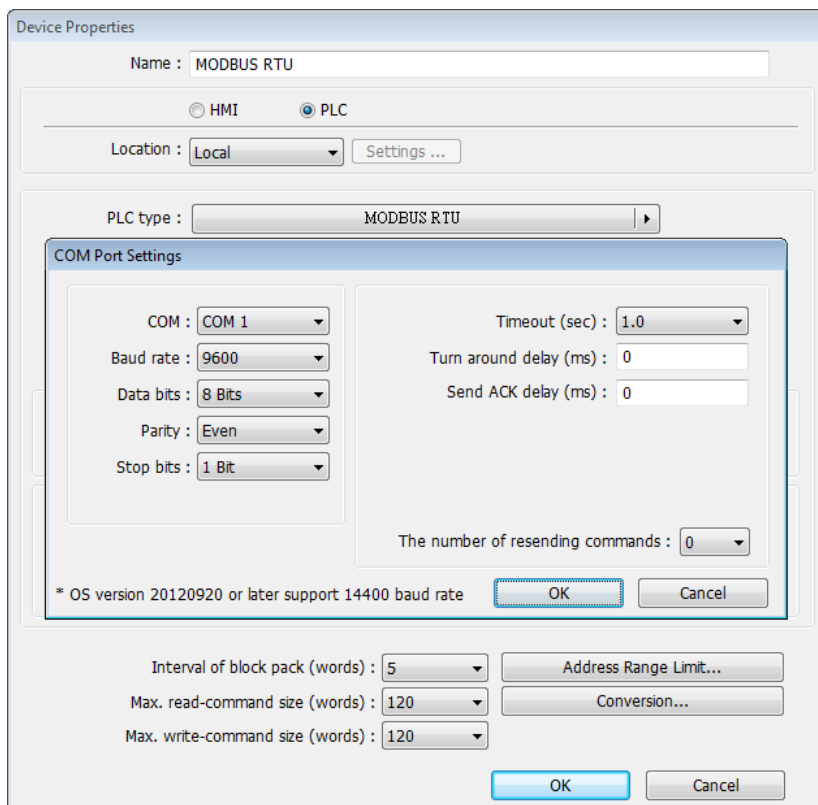 Device Properties
Name : MODBUS RTU
HMI PLC
Location : Local Settings ...
PLC type : MODBUS RTU
COM Port Settings
COM : COM 1 Timeout (sec) : 1.0
Baud rate : 9600 Turn around delay (ms) : 0
Data bits : 8 Bits Send ACK delay (ms) : 0
Parity : Even
Stop bits : 1 Bit
The number of resending commands : 0
* OS version 20120920 or later support 14400 baud rate OK Cancel
Interval of block pack (words) : 5 Address Range Limit...
Max. read-command size (words) : 120 Conversion...
Max. write-command size (words) : 120
OK Cancel